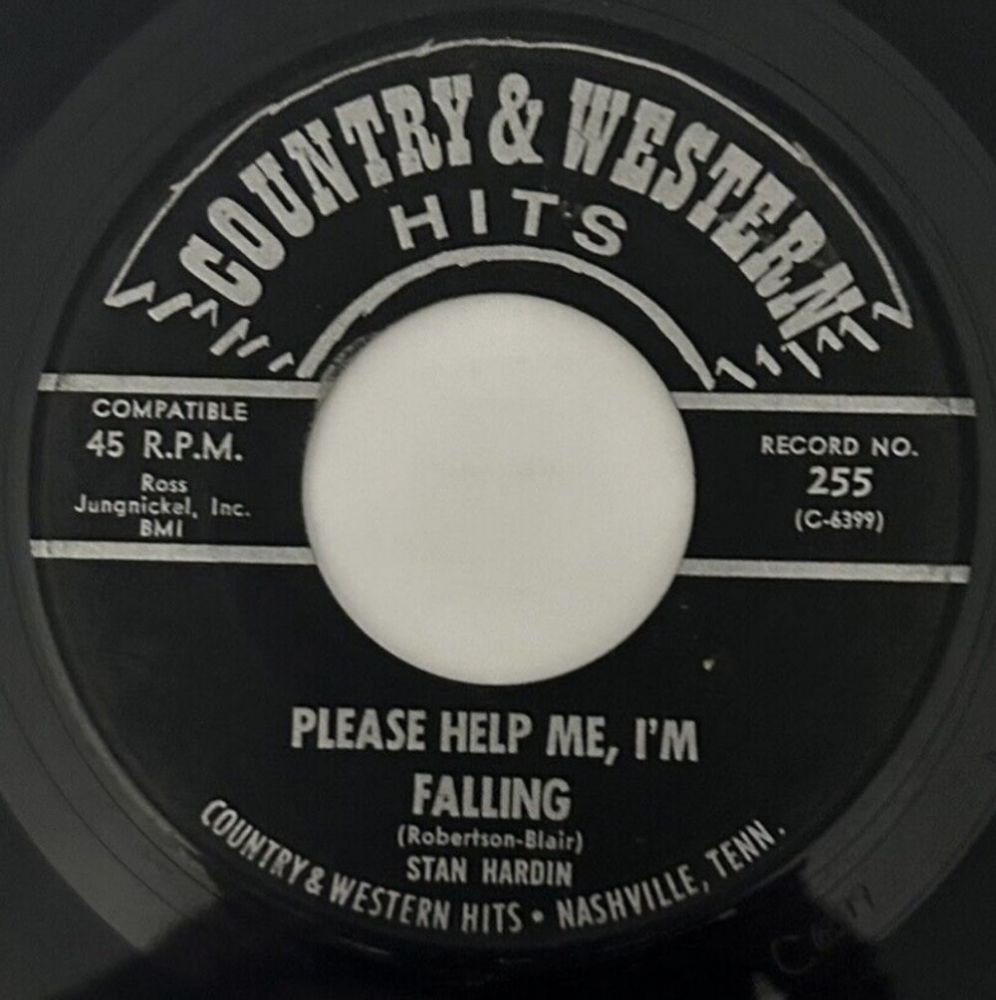 COUNTRY & WESTERN
HITS
COMPATIBLE
45 R.P.M.
Ross
Jungnickel, Inc.
BMI
RECORD NO.
255
(C-6399)
PLEASE HELP ME, I'M
FALLING
(Robertson-Blair)
STAN HARDIN
COUNTRY & WESTERN HITS • NASHVILLE, TENN.